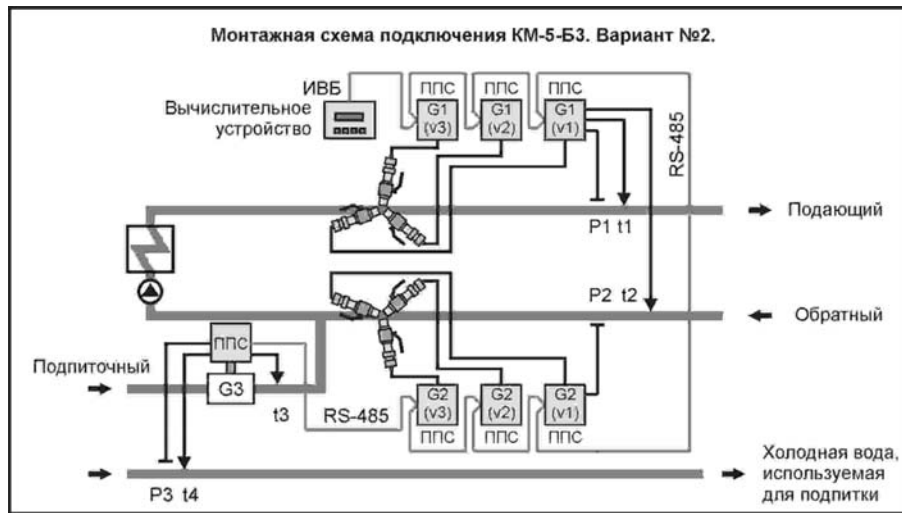 Монтажная схема подключения КМ-5-Б3. Вариант №2.
ИВБ
Вычислительное
устройство
ППС
ППС
ППС
G1
(v3)
G1
(v2)
G1
(v1)
RS-485
P1 t1
Подающий
P2 t2
Обратный
ППС
Подпиточный
G3
t3
RS-485
G2
(v3)
G2
(v2)
G2
(v1)
ППС
ППС
ППС
P3 t4
Холодная вода,
используемая
для подпитки